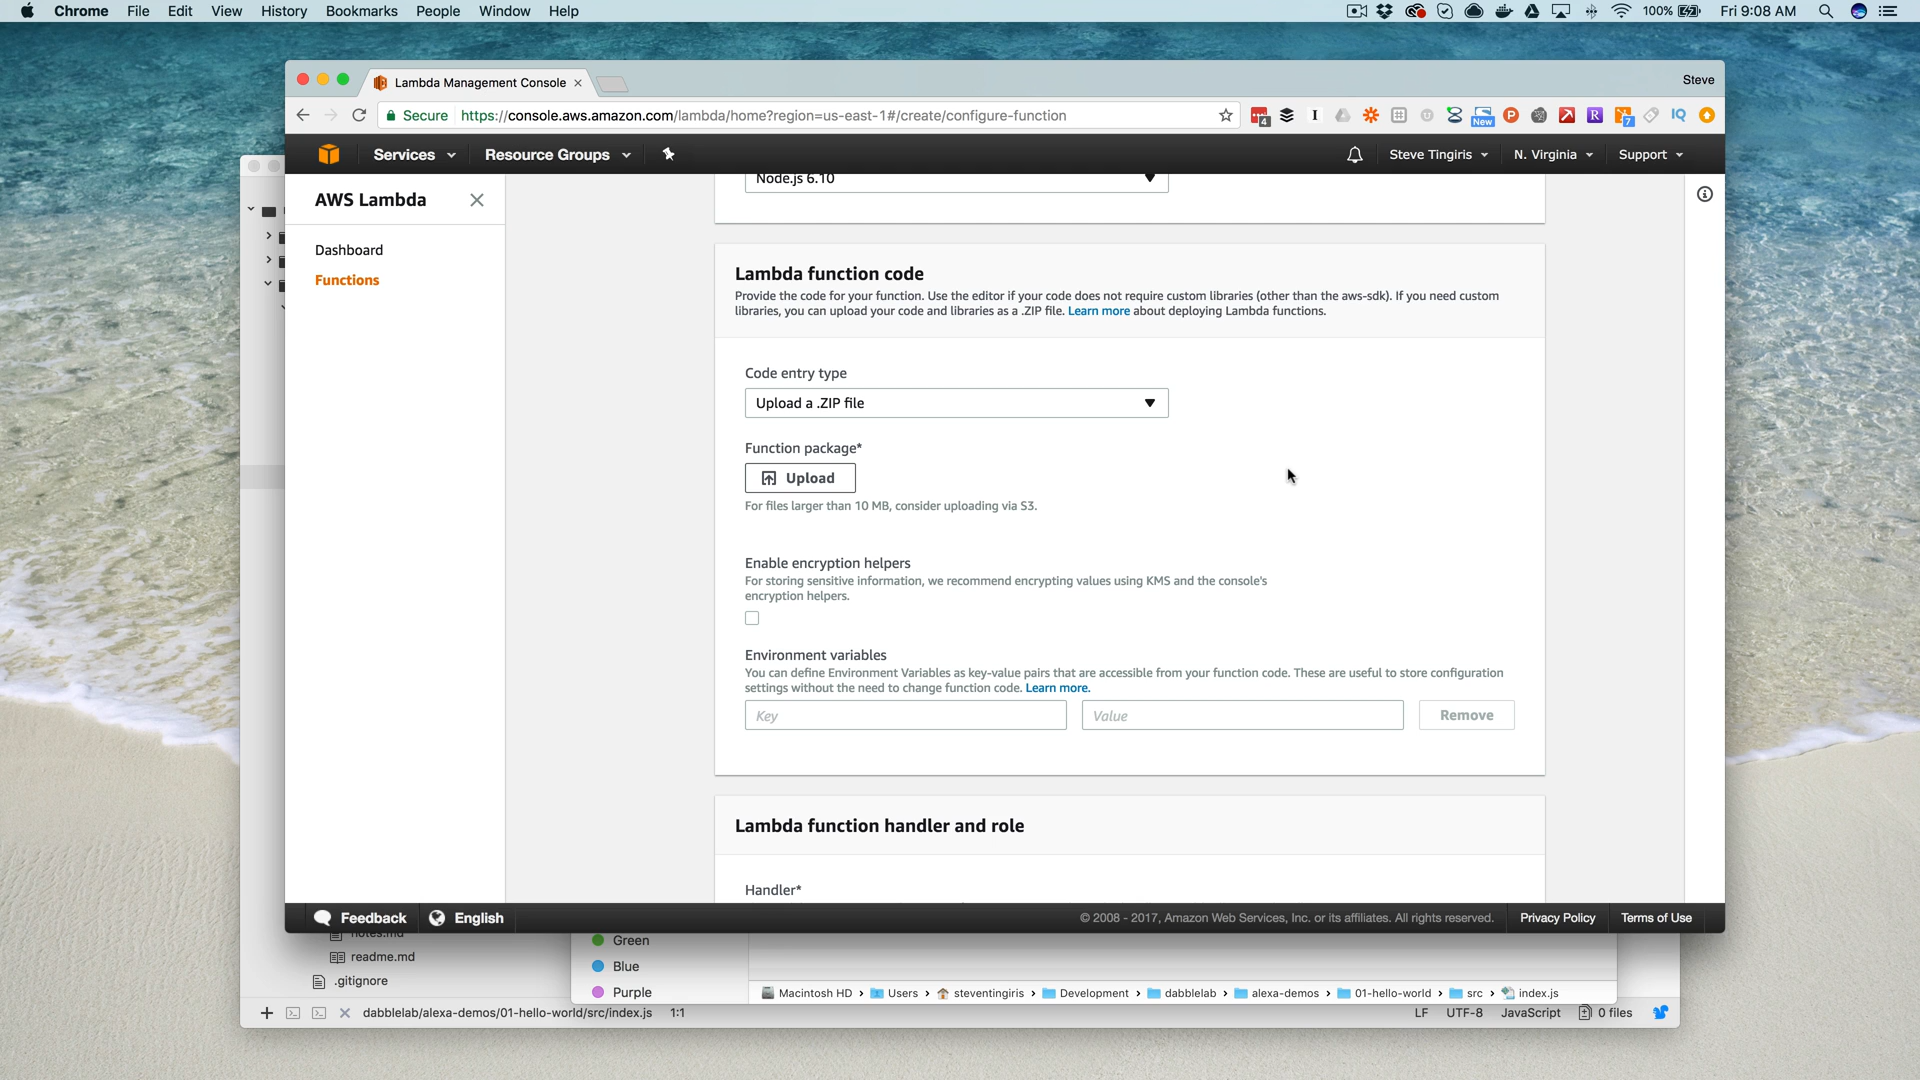 Chrome File Edit View History Bookmarks People Window Help 100% Fri 9:08 AM
Lambda Management Console Steve
Secure https://console.aws.amazon.com/lambda/home?region=us-east-1#/create/configure-function 4 New 7 IQ
Services Resource Groups Steve Tingiris N. Virginia Support
AWS Lambda
Dashboard
Functions
Node.js 6.10
Lambda function code
Provide the code for your function. Use the editor if your code does not require custom libraries (other than the aws-sdk). If you need custom
libraries, you can upload your code and libraries as a .ZIP file. Learn more about deploying Lambda functions.
Code entry type
Upload a .ZIP file
Function package*
Upload
For files larger than 10 MB, consider uploading via S3.
Enable encryption helpers
For storing sensitive information, we recommend encrypting values using KMS and the console's
encryption helpers.
Environment variables
You can define Environment Variables as key-value pairs that are accessible from your function code. These are useful to store configuration
settings without the need to change function code. Learn more.
Key Value Remove
Lambda function handler and role
Handler*
Feedback English © 2008 - 2017, Amazon Web Services, Inc. or its affiliates. All rights reserved. Privacy Policy Terms of Use
notes.md
readme.md
.gitignore
Green
Blue
Purple
Macintosh HD › Users › steventingiris › Development › dabblelab › alexa-demos › 01-hello-world › src › index.js
dabblelab/alexa-demos/01-hello-world/src/index.js 1:1 LF UTF-8 JavaScript 0 files